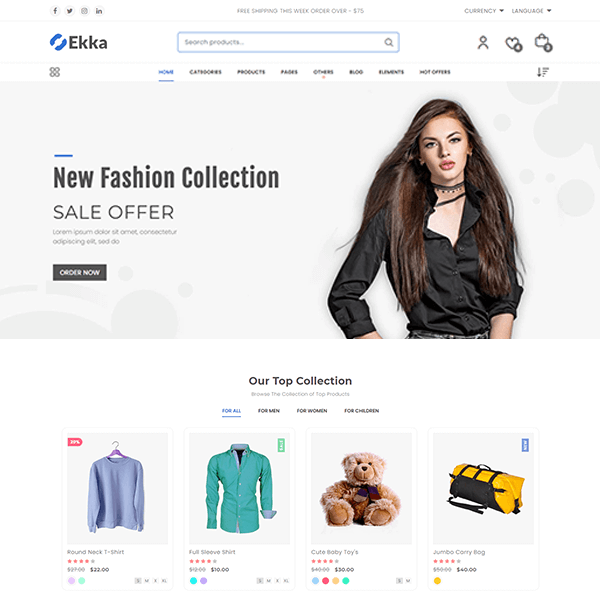 FREE SHIPPING THIS WEEK ORDER OVER - $75
CURRENCY
LANGUAGE
Ekka
Search products...
HOME
CATEGORIES
PRODUCTS
PAGES
OTHERS
BLOG
ELEMENTS
HOT OFFERS
New Fashion Collection
SALE OFFER
Lorem ipsum dolor sit amet, consectetur
adipiscing elit, sed do
ORDER NOW
Our Top Collection
Browse The Collection of Top Products
FOR ALL
FOR MEN
FOR WOMEN
FOR CHILDREN
SALE
NEW
Round Neck T-Shirt
$27.00 $22.00
S M X XL
Full Sleeve Shirt
$12.00 $10.00
S M X XL
Cute Baby Toy's
$40.00 $30.00
Jumbo Carry Bag
$50.00 $40.00